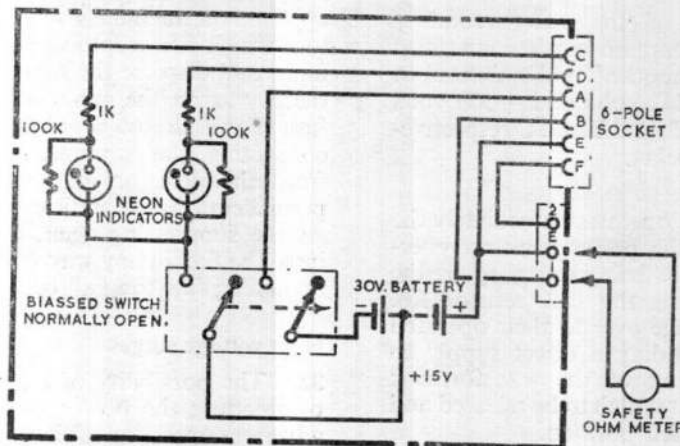 C
D
A
B
E
F
6-POLE
SOCKET
1K
1K
100K
100K
NEON
INDICATORS
2
E
1
BIASSED SWITCH
NORMALLY OPEN.
30V. BATTERY
+
+15V
SAFETY
OHM METER